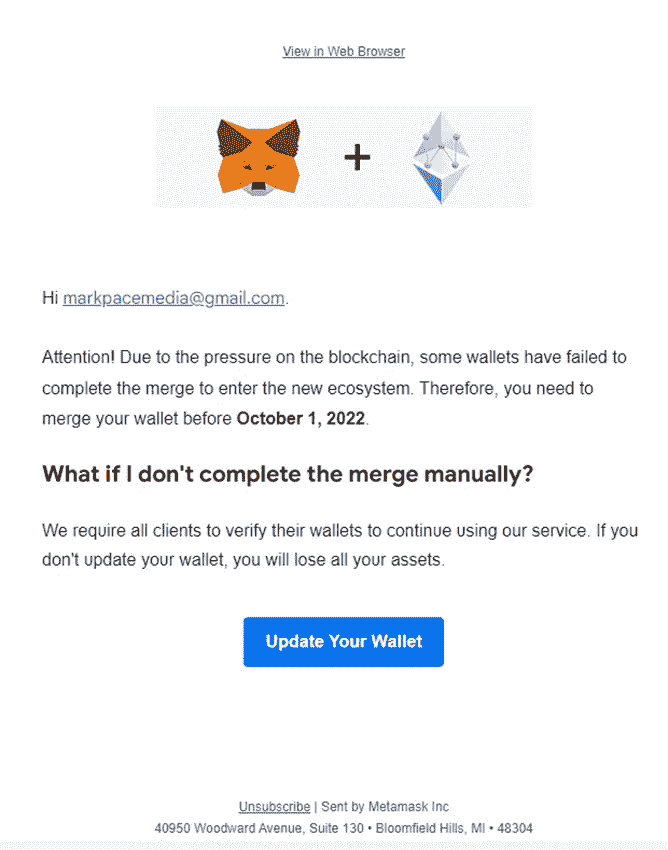 View in Web Browser
+
Hi markpacemedia@gmail.com.
Attention! Due to the pressure on the blockchain, some wallets have failed to
complete the merge to enter the new ecosystem. Therefore, you need to
merge your wallet before October 1, 2022.
What if I don't complete the merge manually?
We require all clients to verify their wallets to continue using our service. If you
don't update your wallet, you will lose all your assets.
Update Your Wallet
Unsubscribe | Sent by Metamask Inc
40950 Woodward Avenue, Suite 130 • Bloomfield Hills, MI • 48304